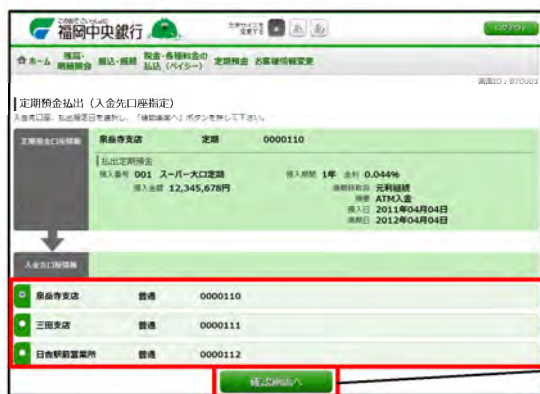 福岡中央銀行
文字サイズを
変更する あ あ
ログアウト
ホーム 残高・明細照会 振込・振替 税金・各種料金の払込（ペイジー） 定期預金 お客様情報変更
定期預金払出（入金先口座指定）
入金先口座、払出指定日を選択し、「確認画面へ」ボタンを押して下さい。
定期預金口座情報 泉岳寺支店 定期 0000110
払出定期預金
預入番号 001 スーパー大口定期 預入期間 1年 金利 0.044%
預入金額 12,345,678円 満期時取扱 元利継続
摘要 ATM入金
預入日 2011年04月04日
満期日 2012年04月04日
入金先口座情報
泉岳寺支店 普通 0000110
三田支店 普通 0000111
日吉駅前営業所 普通 0000112
確認画面へ